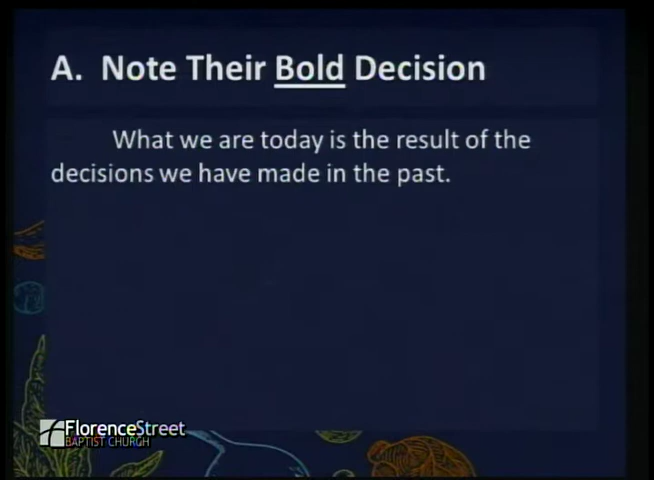 A. Note Their Bold Decision
What we are today is the result of the
decisions we have made in the past.
FlorenceStreet
BAPTIST CHURCH